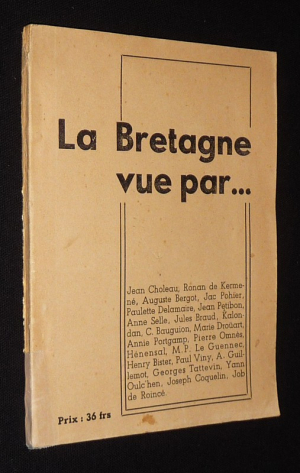 La Bretagne
vue par...
Jean Choleau, Ronan de Kerme-
né, Auguste Bergot, Jac Pohier,
Paulette Delamaire, Jean Petibon,
Anne Selle, Jules Braud, Kalon-
dan, C. Bauguion, Marie Drouart,
Annie Portgamp, Pierre Omnès,
Hénensal, M.P. Le Guennec,
Henry Bister, Paul Viny, A. Guil-
lemot, Georges Tattevin, Yann
Oulc'hen, Joseph Coquelin, Job
de Roincé.
Prix : 36 frs